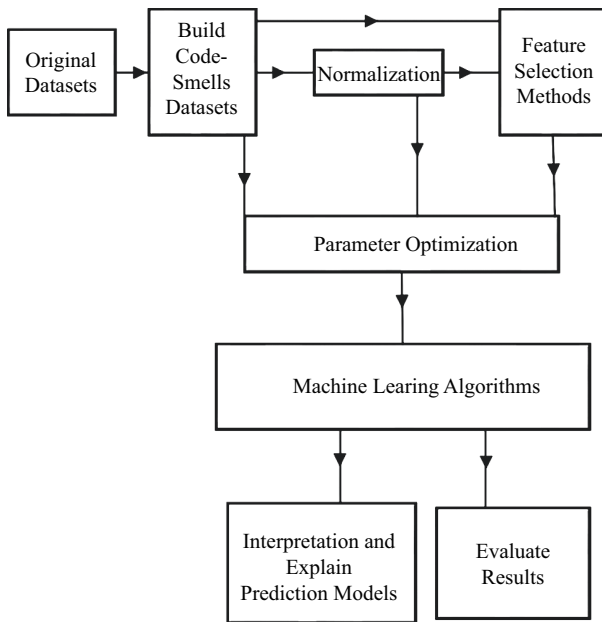 Original
Datasets
Build
Code-
Smells
Datasets
Normalization
Feature
Selection
Methods
Parameter Optimization
Machine Learing Algorithms
Interpretation and
Explain
Prediction Models
Evaluate
Results